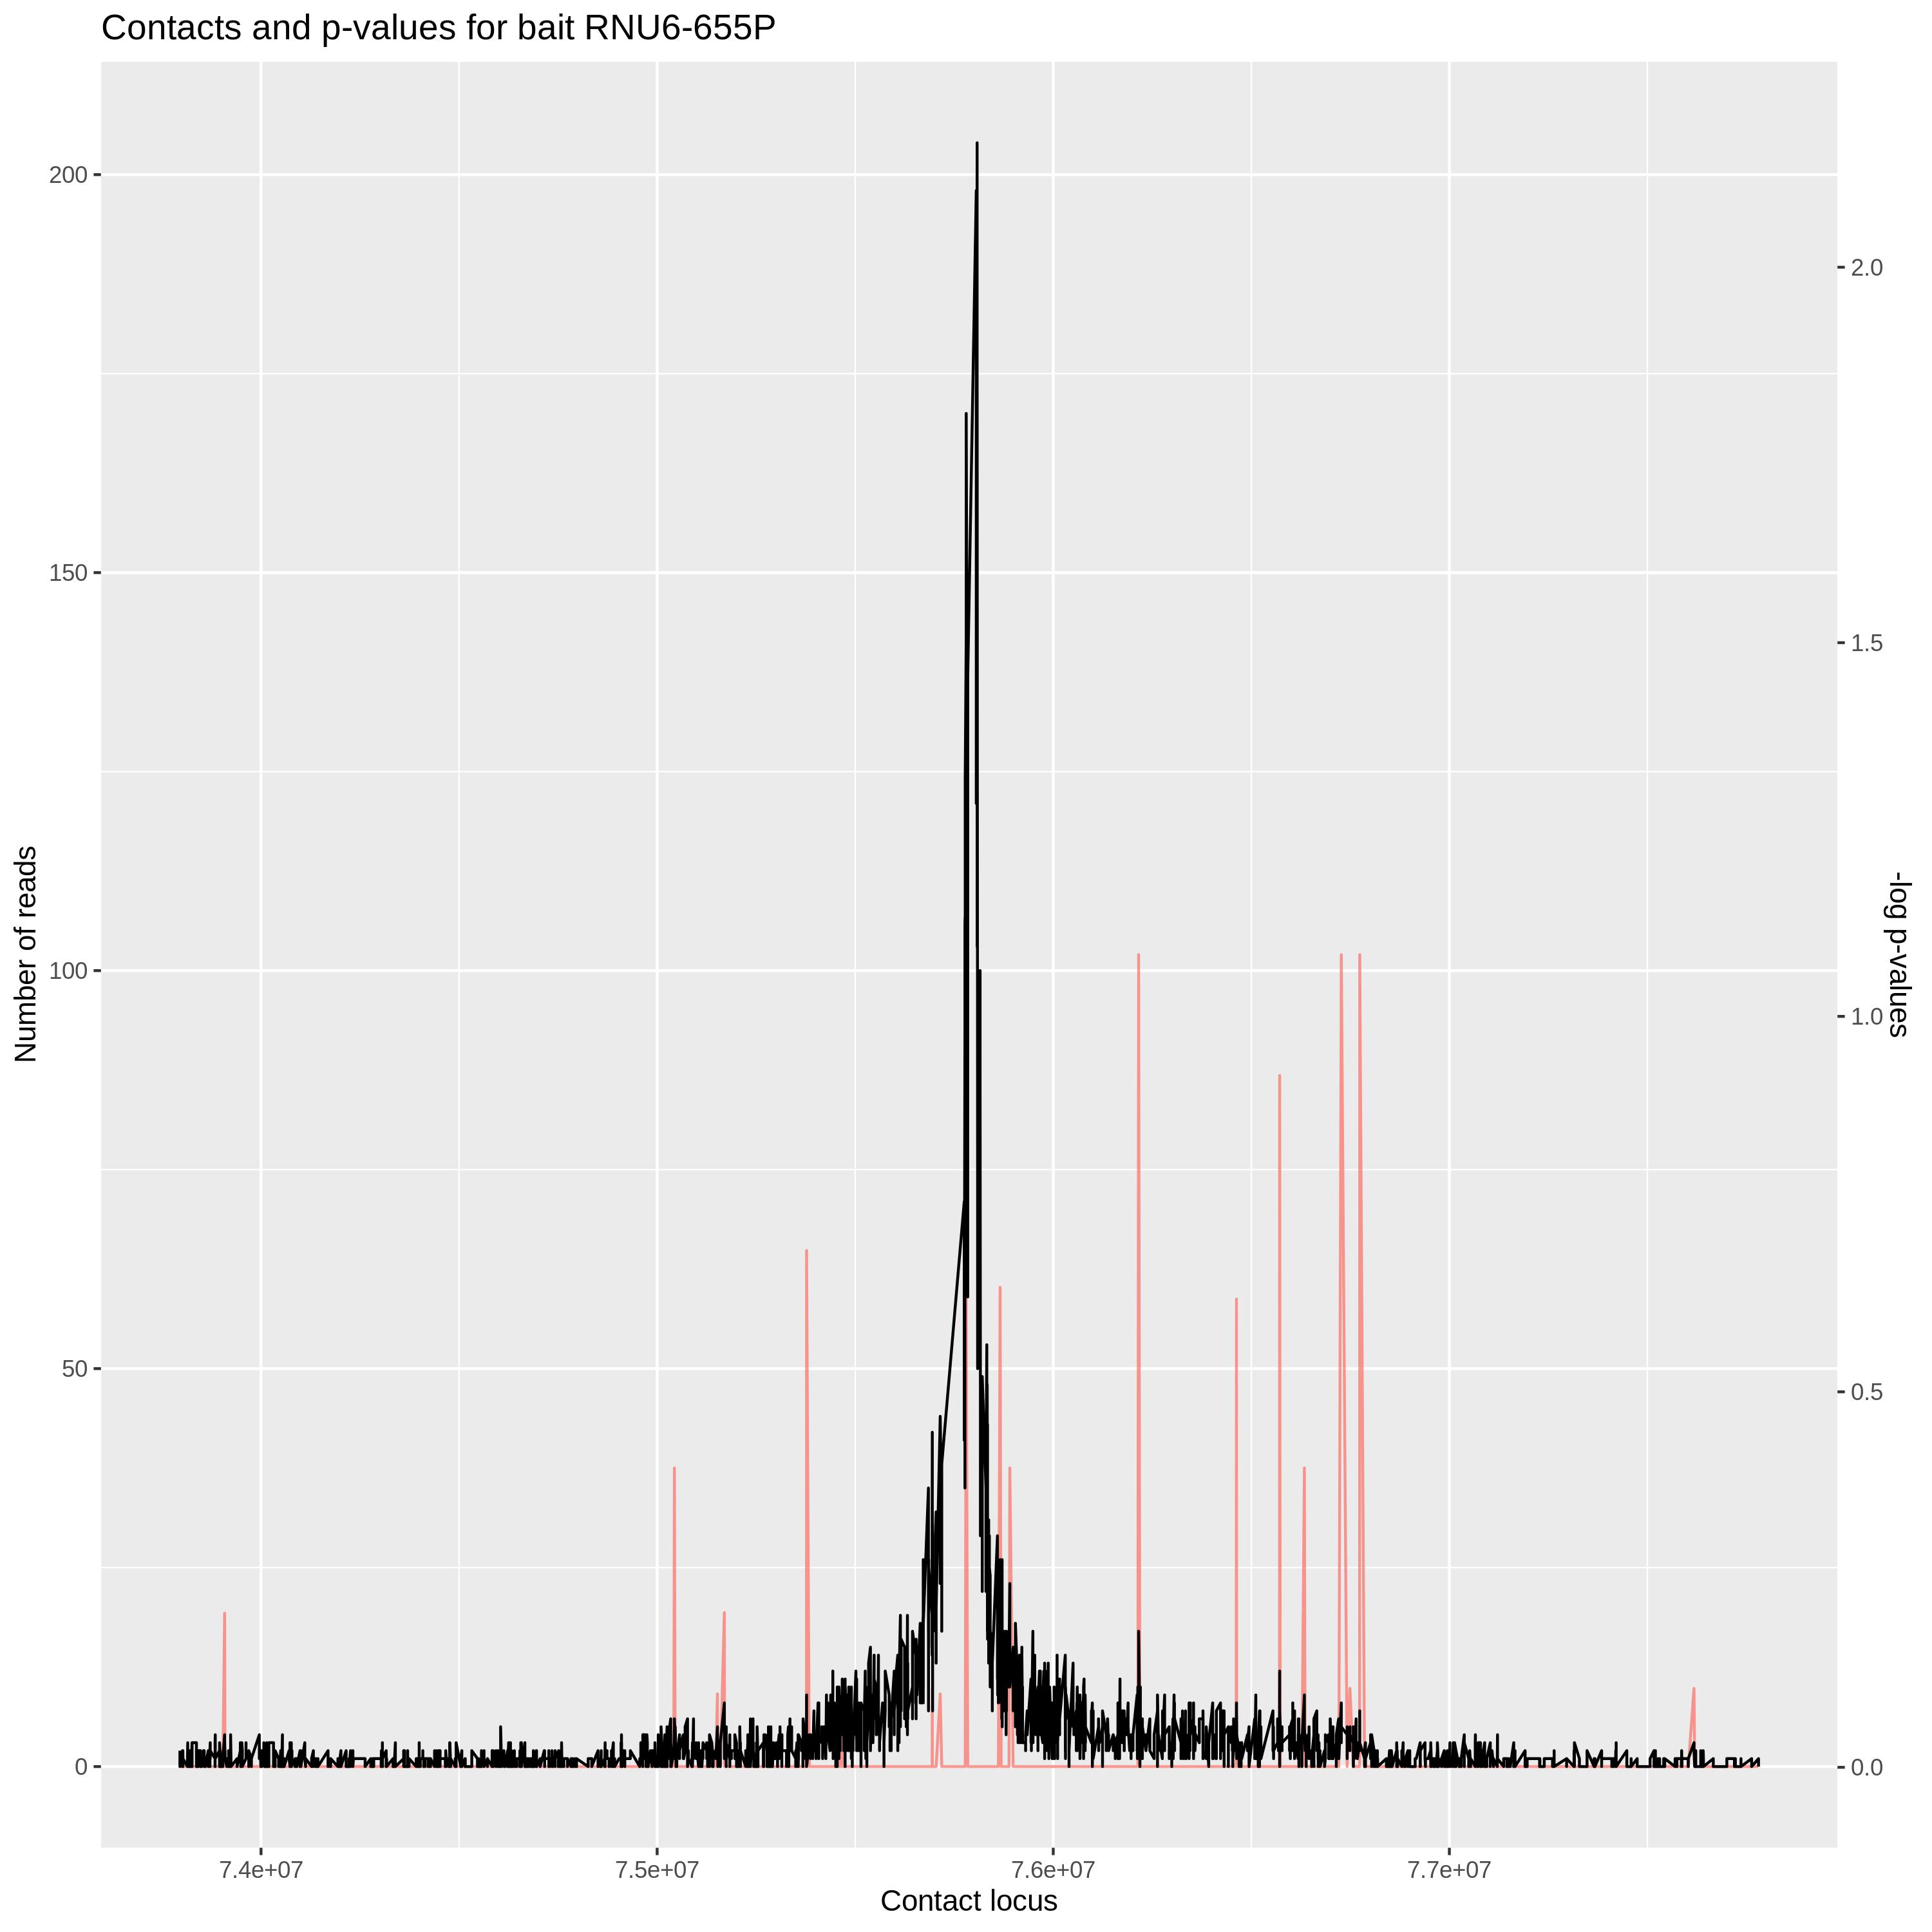 Contacts and p-values for bait RNU6-655P
200
150
100
50
0
Number of reads
2.0
1.5
1.0
0.5
0.0
-log p-values
7.4e+07
7.5e+07
7.6e+07
7.7e+07
Contact locus